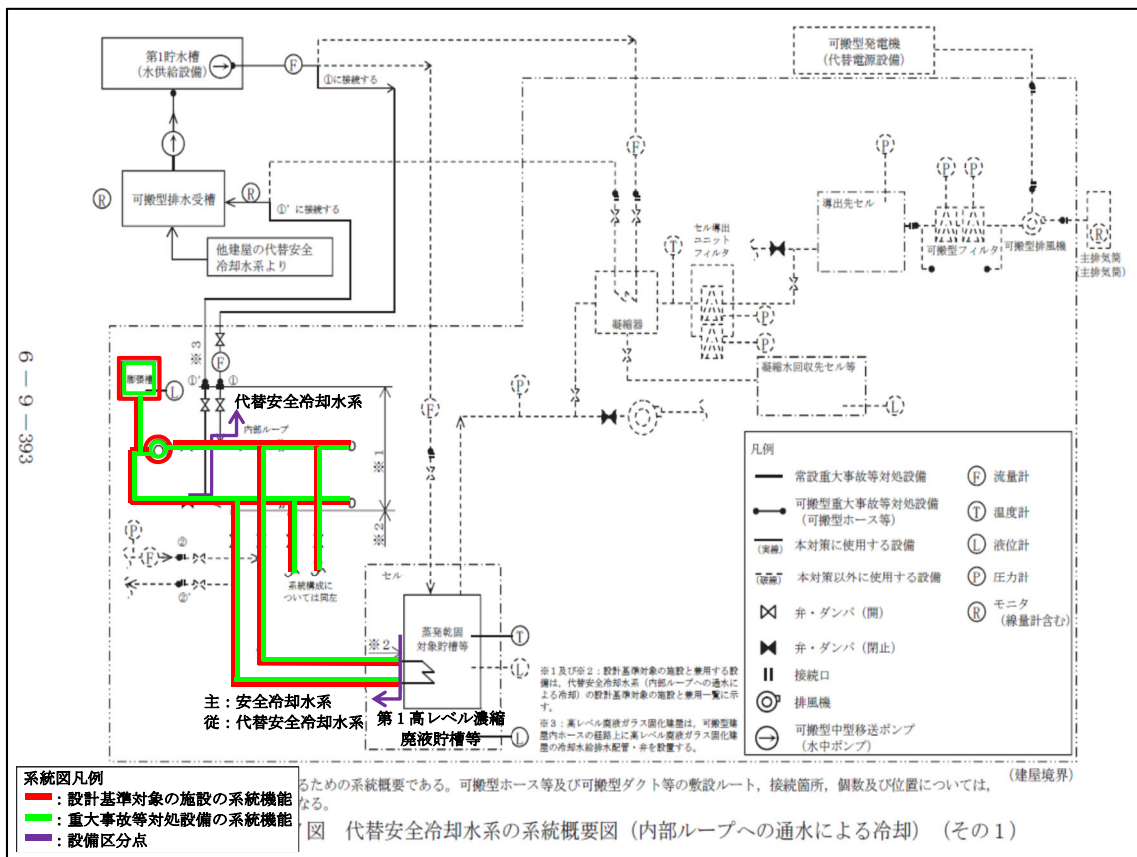 第1貯水槽
(水供給設備)
F
①に接続する
可搬型発電機
(代替電源設備)
可搬型排水受槽
R
R
①’に接続する
他建屋の代替安全
冷却水系より
F
P
P
P
導出先セル
セル導出
ユニット
フィルタ
T
可搬型フィルタ
可搬型排風機
R
主排気筒
(主排気筒)
凝縮器
P
P
凝縮水回収先セル等
L
※3
F
膨張槽
L
①’
①
代替安全冷却水系
内部ループ
※1
※2
F
P
P
F
②
②’
系統構成に
ついては同左
セル
蒸発乾固
対象貯槽等
T
L
※2
主:安全冷却水系
従:代替安全冷却水系
第1高レベル濃縮
廃液貯槽等
L
※1及び※2:設計基準対象の施設と兼用する設
備は、代替安全冷却水系(内部ループへの通水に
よる冷却)の設計基準対象の施設と兼用一覧に示
す。
※3:高レベル廃液ガラス固化建屋は、可搬型建
屋内ホースの経路上に高レベル廃液ガラス固化建
屋の冷却水給排水配管・弁を設置する。
凡例
常設重大事故等対処設備
可搬型重大事故等対処設備
(可搬型ホース等)
(実線) 本対策に使用する設備
(破線) 本対策以外に使用する設備
弁・ダンパ(開)
弁・ダンパ(閉止)
接続口
排風機
可搬型中型移送ポンプ
(水中ポンプ)
F 流量計
T 温度計
L 液位計
P 圧力計
R モニタ
(線量計含む)
(建屋境界)
6-9-393
系統図凡例
:設計基準対象の施設の系統機能
:重大事故等対処設備の系統機能
:設備区分点
るための系統概要である。可搬型ホース等及び可搬型ダクト等の敷設ルート,接続箇所,個数及び位置については,
なる。
図 代替安全冷却水系の系統概要図(内部ループへの通水による冷却)(その1)